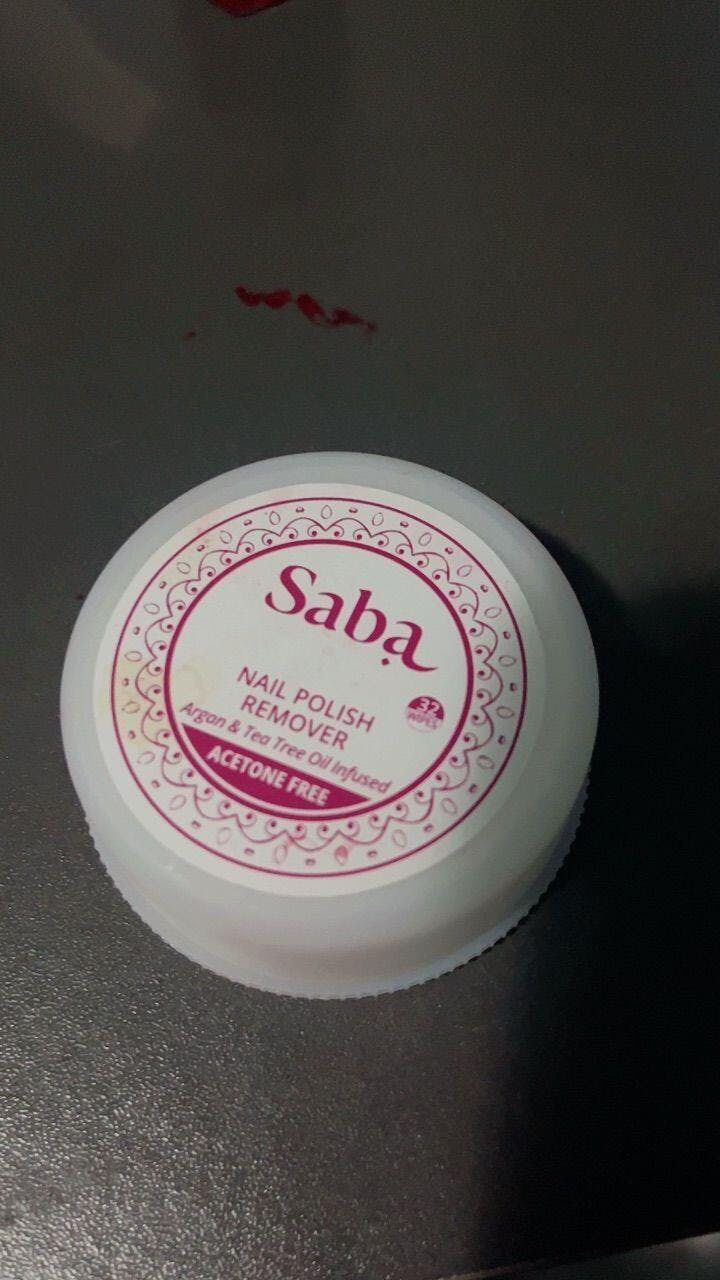 Saba
NAIL POLISH
REMOVER
32
WIPES
Argan & Tea Tree Oil Infused
ACETONE FREE